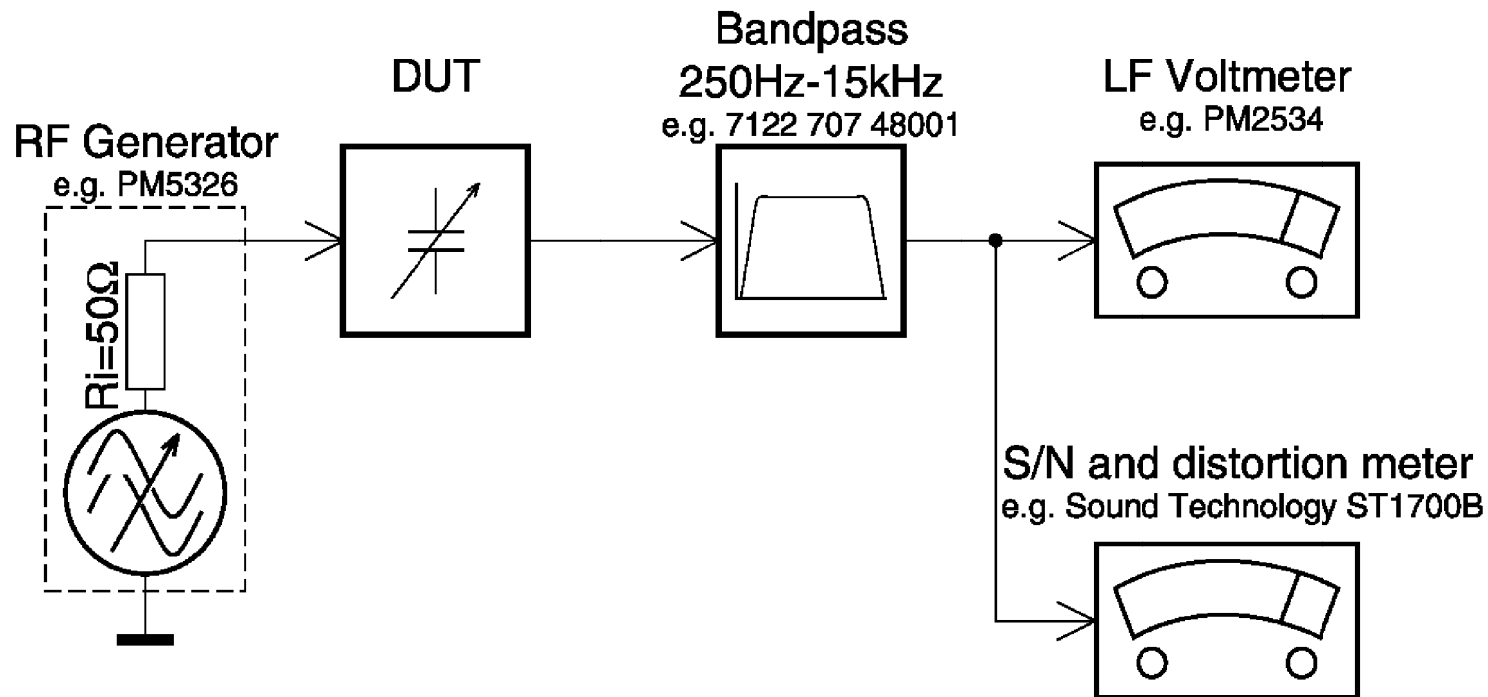 RF Generator
e.g. PM5326
Ri=50Ω
DUT
Bandpass
250Hz-15kHz
e.g. 7122 707 48001
LF Voltmeter
e.g. PM2534
S/N and distortion meter
e.g. Sound Technology ST1700B